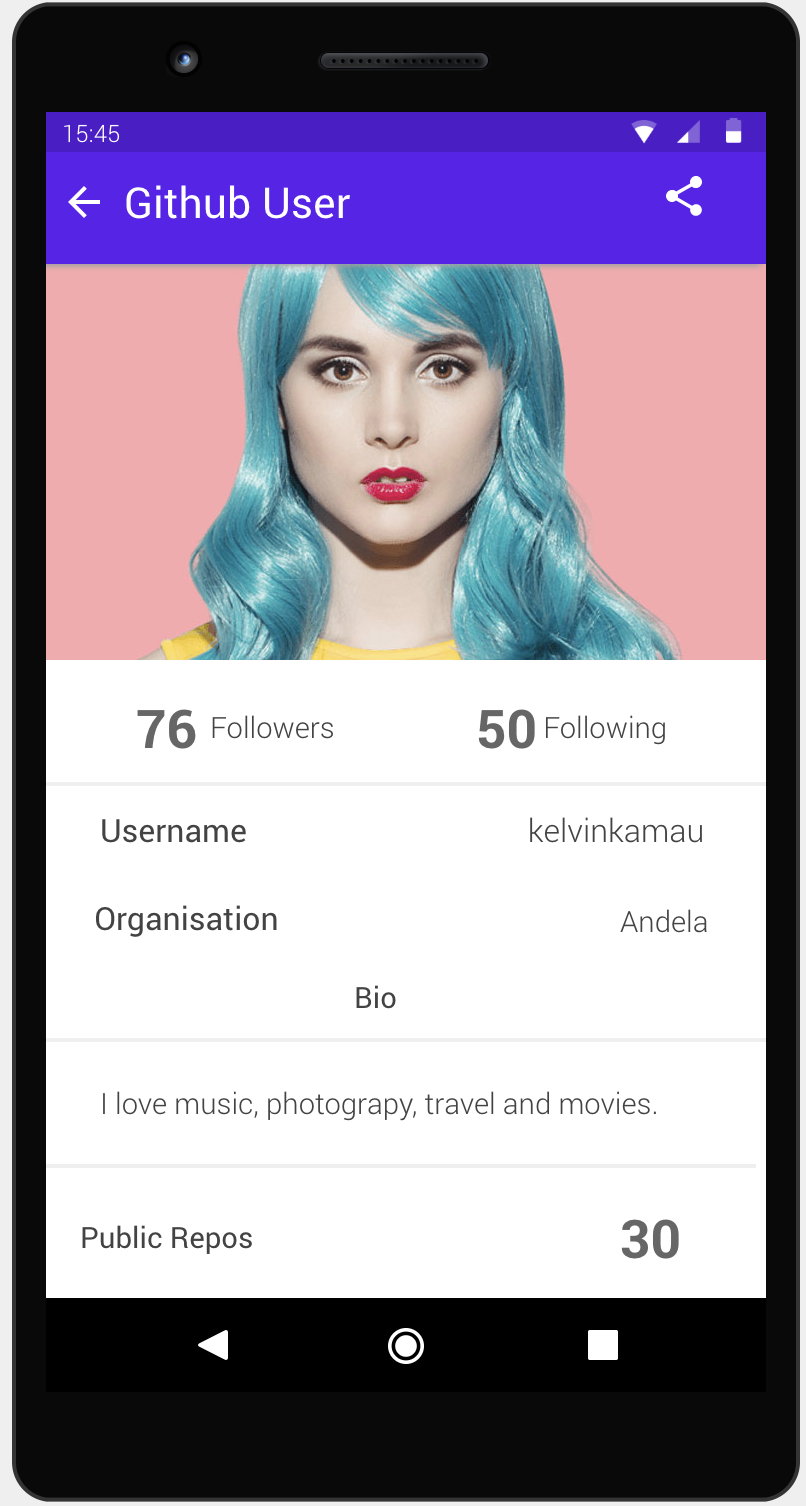 15:45
Github User
76 Followers 50 Following
Username kelvinkamau
Organisation Andela
Bio
I love music, photograpy, travel and movies.
Public Repos 30